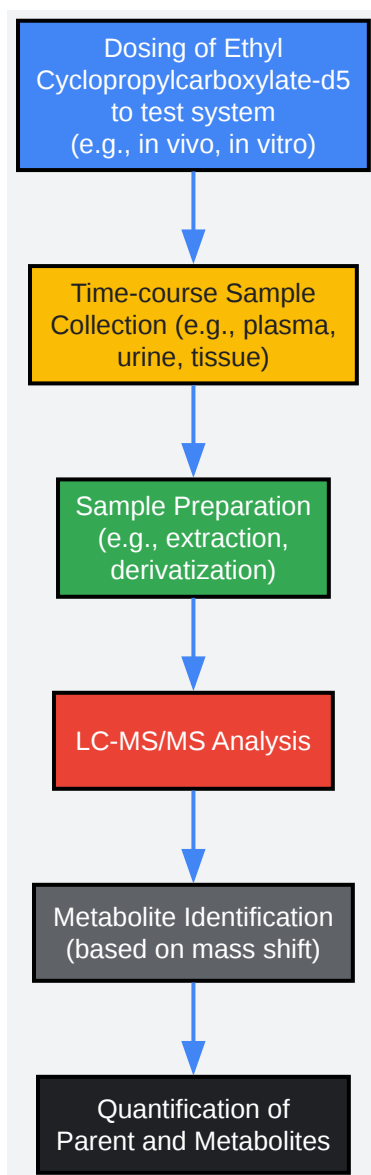 Dosing of Ethyl
Cyclopropylcarboxylate-d5
to test system
(e.g., in vivo, in vitro)
Time-course Sample
Collection (e.g., plasma,
urine, tissue)
Sample Preparation
(e.g., extraction,
derivatization)
LC-MS/MS Analysis
Metabolite Identification
(based on mass shift)
Quantification of
Parent and Metabolites